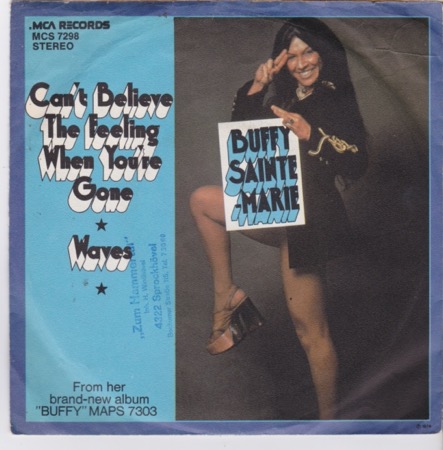 .MCA RECORDS
MCS 7298
STEREO
Can't Believe
The Feeling
When You're
Gone
Waves
BUFFY
SAINTE
-MARIE
"Zum Hammertal"
4322 Sprockhövel
From her
brand-new album
"BUFFY" MAPS 7303